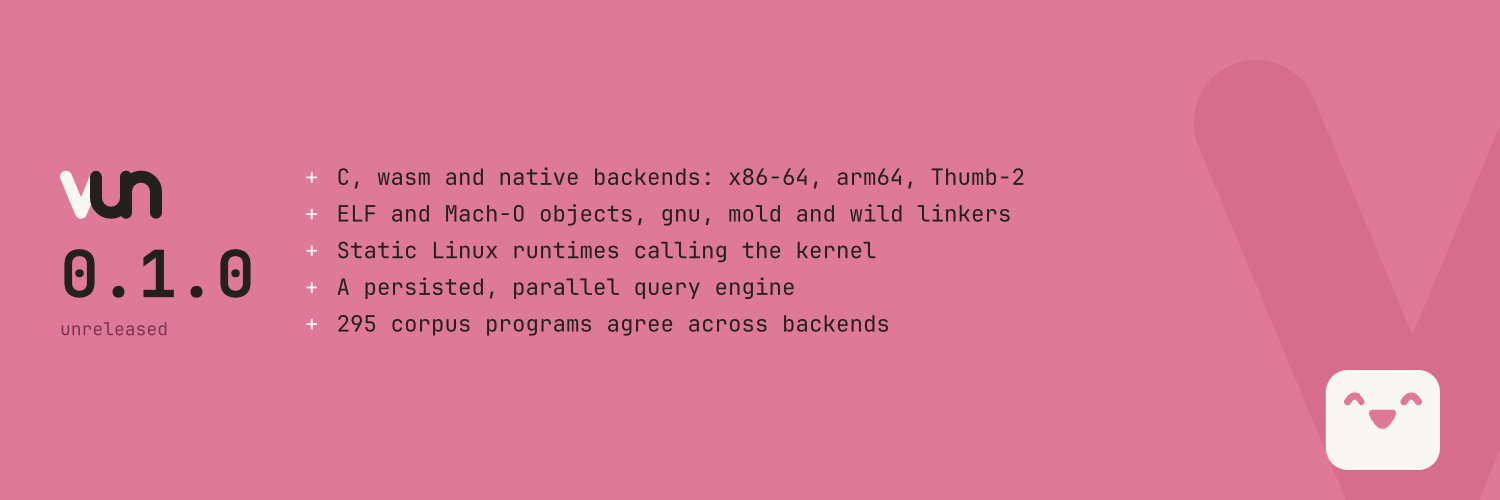 vun
0.1.0
unreleased
+ C, wasm and native backends: x86-64, arm64, Thumb-2
+ ELF and Mach-O objects, gnu, mold and wild linkers
+ Static Linux runtimes calling the kernel
+ A persisted, parallel query engine
+ 295 corpus programs agree across backends